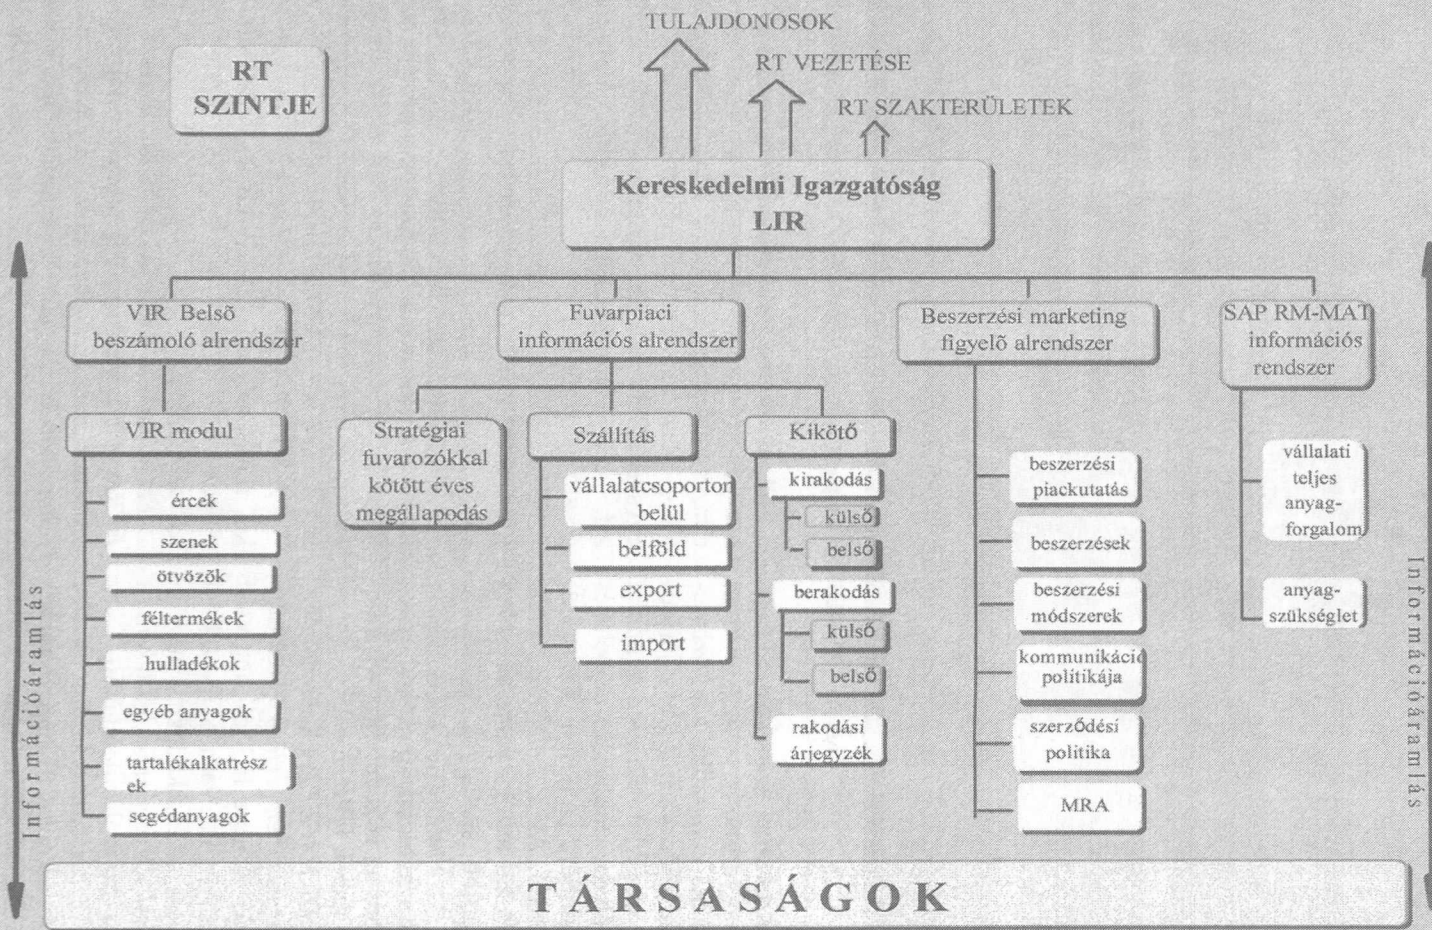 TULAJDONOSOK
RT VEZETÉSE
RT SZAKTERÜLETEK
RT
SZINTJE
Kereskedelmi Igazgatóság
LIR
VIR Belsõ
beszámoló alrendszer
Fuvarpiaci
információs alrendszer
Beszerzési marketing
figyelõ alrendszer
SAP RM-MAT
információs
rendszer
VIR modul
ércek
szenek
ötvözõk
féltermékek
hulladékok
egyéb anyagok
tartalékalkatrész
ek
segédanyagok
Stratégiai
fuvarozókkal
kötött éves
megállapodás
Szállítás
vállalatcsoporton
belül
belföld
export
import
Kikötő
kirakodás
külső
belső
berakodás
külső
belső
rakodási
árjegyzék
beszerzési
piackutatás
beszerzések
beszerzési
módszerek
kommunikáció
politikája
szerződési
politika
MRA
vállalati
teljes
anyag-
forgalom
anyag-
szükséglet
Információáramlás
Információáramlás
TÁRSASÁGOK